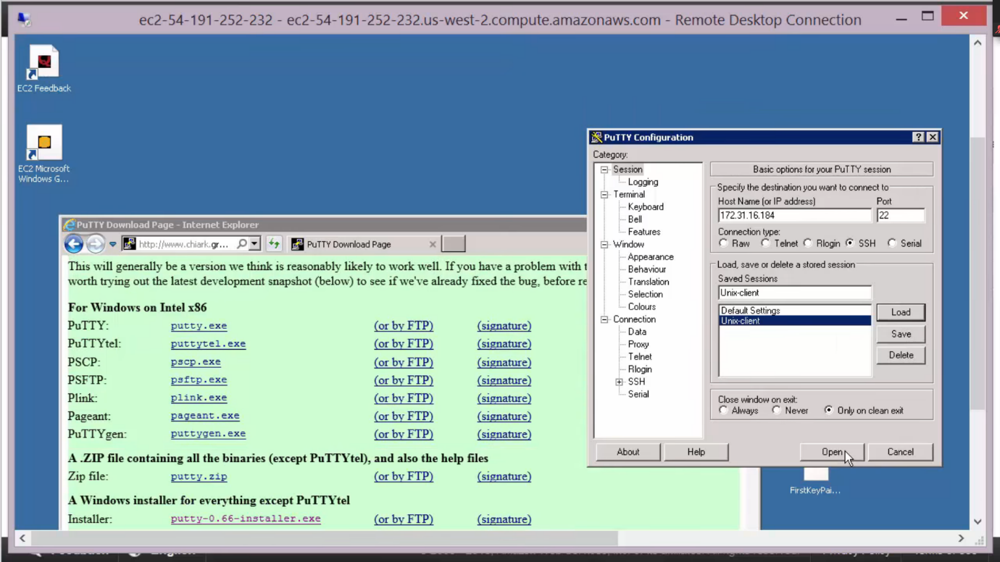 ec2-54-191-252-232 - ec2-54-191-252-232.us-west-2.compute.amazonaws.com - Remote Desktop Connection
EC2 Feedback
EC2 Microsoft
Windows G...
PuTTY Configuration
Category:
Session
Logging
Terminal
Keyboard
Bell
Features
Window
Appearance
Behaviour
Translation
Selection
Colours
Connection
Data
Proxy
Telnet
Rlogin
SSH
Serial
Basic options for your PuTTY session
Specify the destination you want to connect to
Host Name (or IP address) Port
172.31.16.184 22
Connection type:
Raw Telnet Rlogin SSH Serial
Load, save or delete a stored session
Saved Sessions
Unix-client
Default Settings
Unix-client
Load
Save
Delete
Close window on exit:
Always Never Only on clean exit
About Help Open Cancel
FirstKeyPai...
PuTTY Download Page - Internet Explorer
http://www.chiark.gr... PuTTY Download Page
This will generally be a version we think is reasonably likely to work well. If you have a problem with t
worth trying out the latest development snapshot (below) to see if we've already fixed the bug, before re
For Windows on Intel x86
PuTTY: putty.exe (or by FTP) (signature)
PuTTYtel: puttytel.exe (or by FTP) (signature)
PSCP: pscp.exe (or by FTP) (signature)
PSFTP: psftp.exe (or by FTP) (signature)
Plink: plink.exe (or by FTP) (signature)
Pageant: pageant.exe (or by FTP) (signature)
PuTTYgen: puttygen.exe (or by FTP) (signature)
A .ZIP file containing all the binaries (except PuTTYtel), and also the help files
Zip file: putty.zip (or by FTP) (signature)
A Windows installer for everything except PuTTYtel
Installer: putty-0.66-installer.exe (or by FTP) (signature)